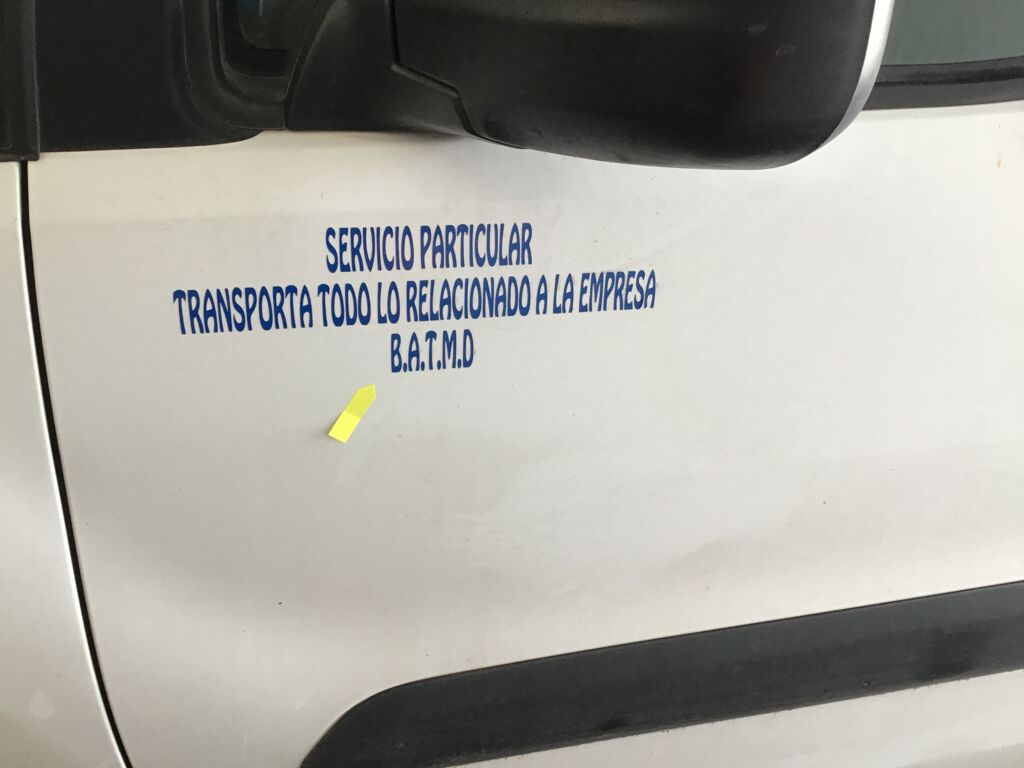 SERVICIO PARTICULAR
TRANSPORTA TODO LO RELACIONADO A LA EMPRESA
B.A.T.M.D